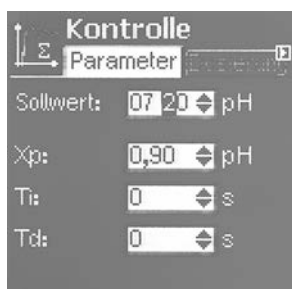 Kontrolle
Parameter
Sollwert: 07 20 pH
Xp: 0,90 pH
Ti: 0 s
Td: 0 s